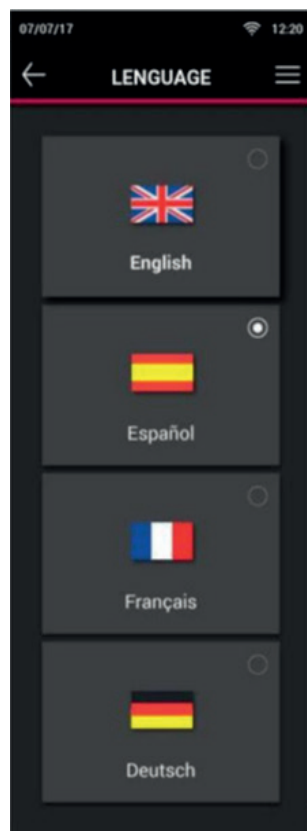 07/07/17 12:20
LENGUAGE
English
Español
Français
Deutsch